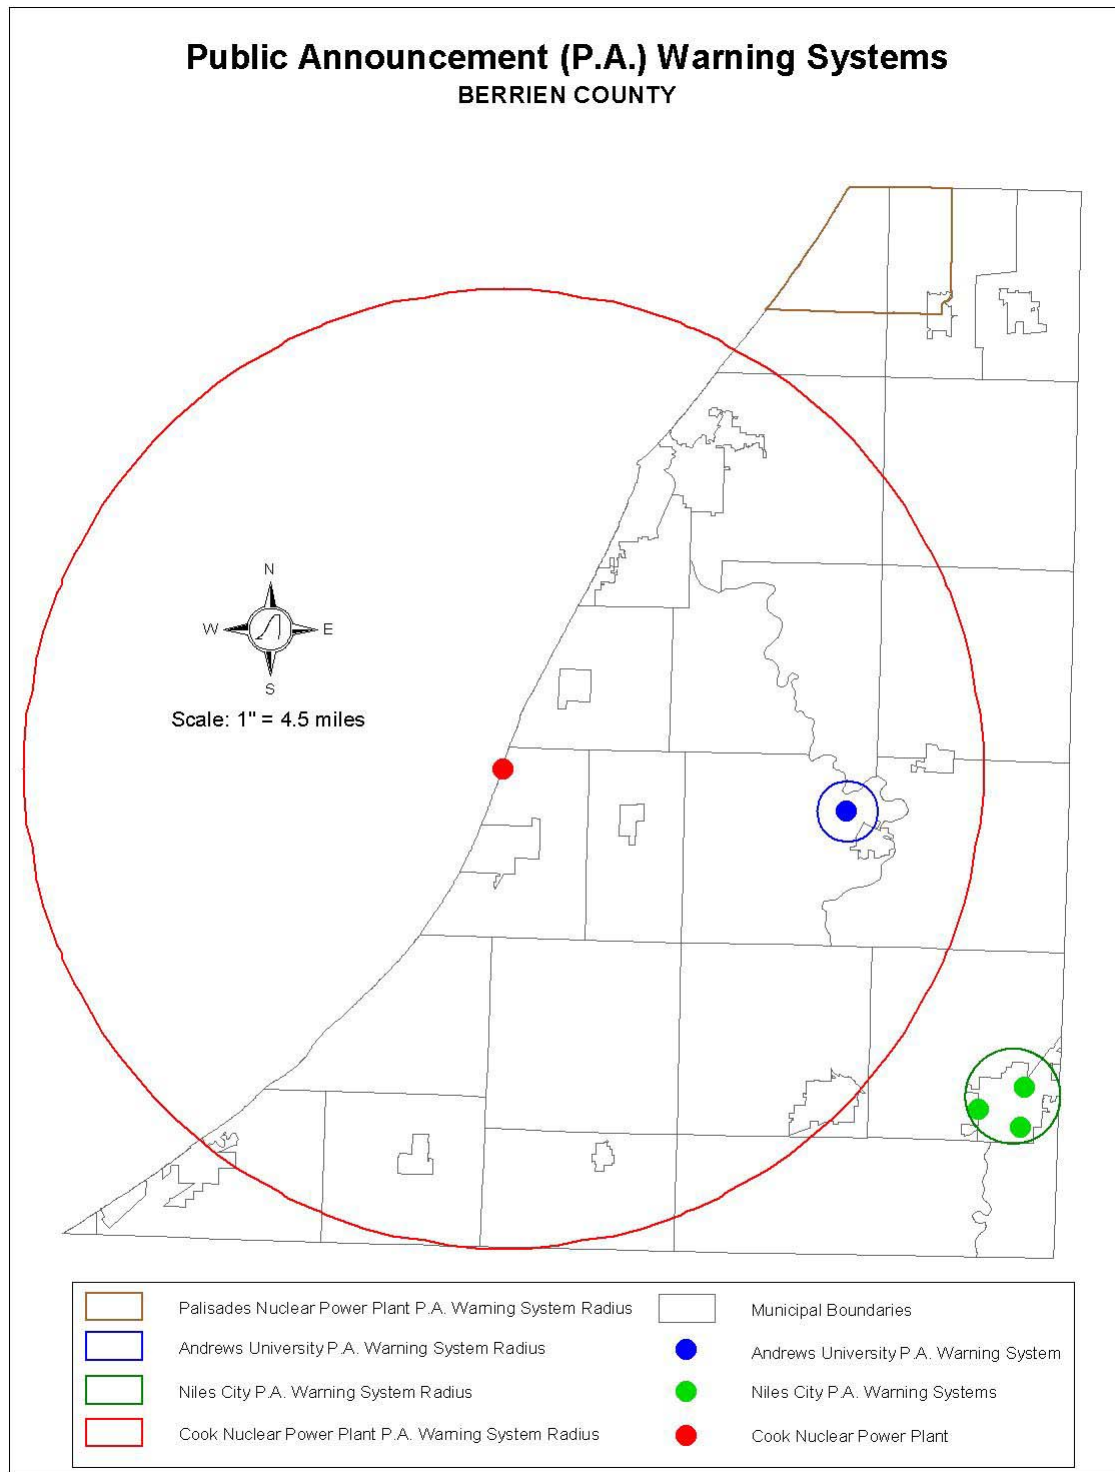 Public Announcement (P.A.) Warning Systems
BERRIEN COUNTY
N
W E
S
Scale: 1" = 4.5 miles
Palisades Nuclear Power Plant P.A. Warning System Radius
Municipal Boundaries
Andrews University P.A. Warning System Radius
Andrews University P.A. Warning System
Niles City P.A. Warning System Radius
Niles City P.A. Warning Systems
Cook Nuclear Power Plant P.A. Warning System Radius
Cook Nuclear Power Plant